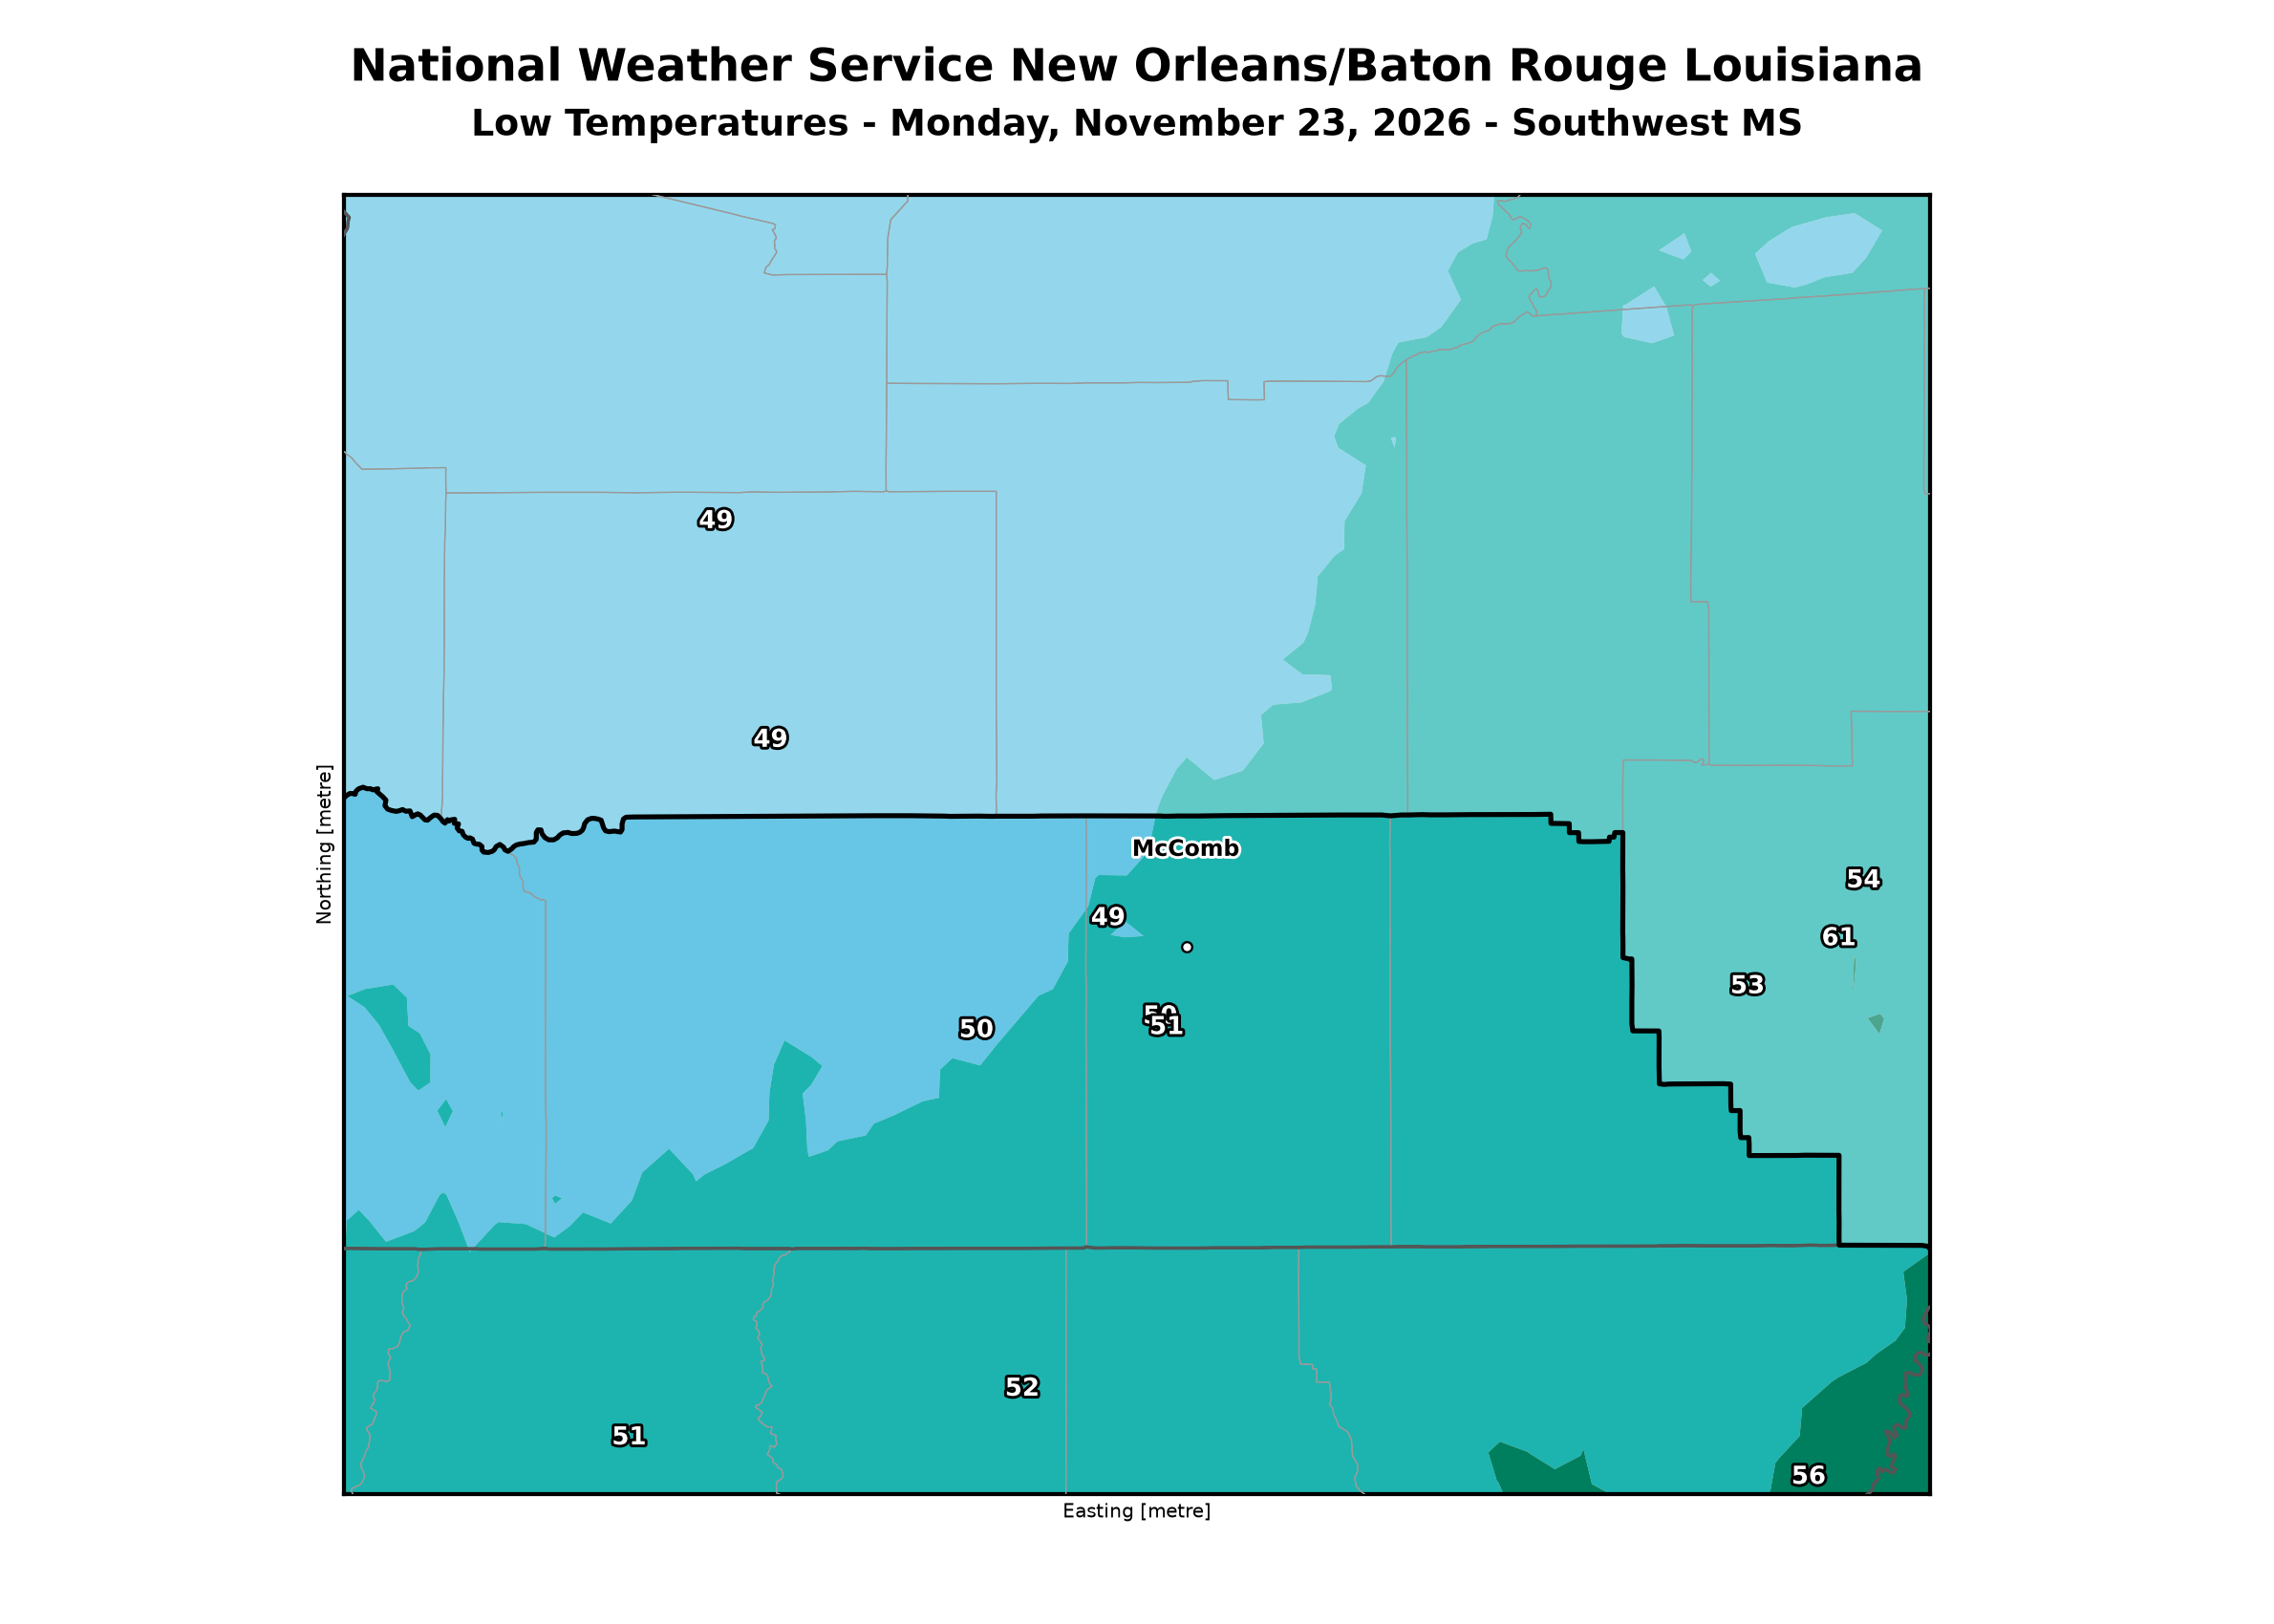 National Weather Service New Orleans/Baton Rouge Louisiana
Low Temperatures - Monday, November 23, 2026 - Southwest MS
49
49
McComb
54
49
61
53
50
50
51
52
51
56
Northing [metre]
Easting [metre]